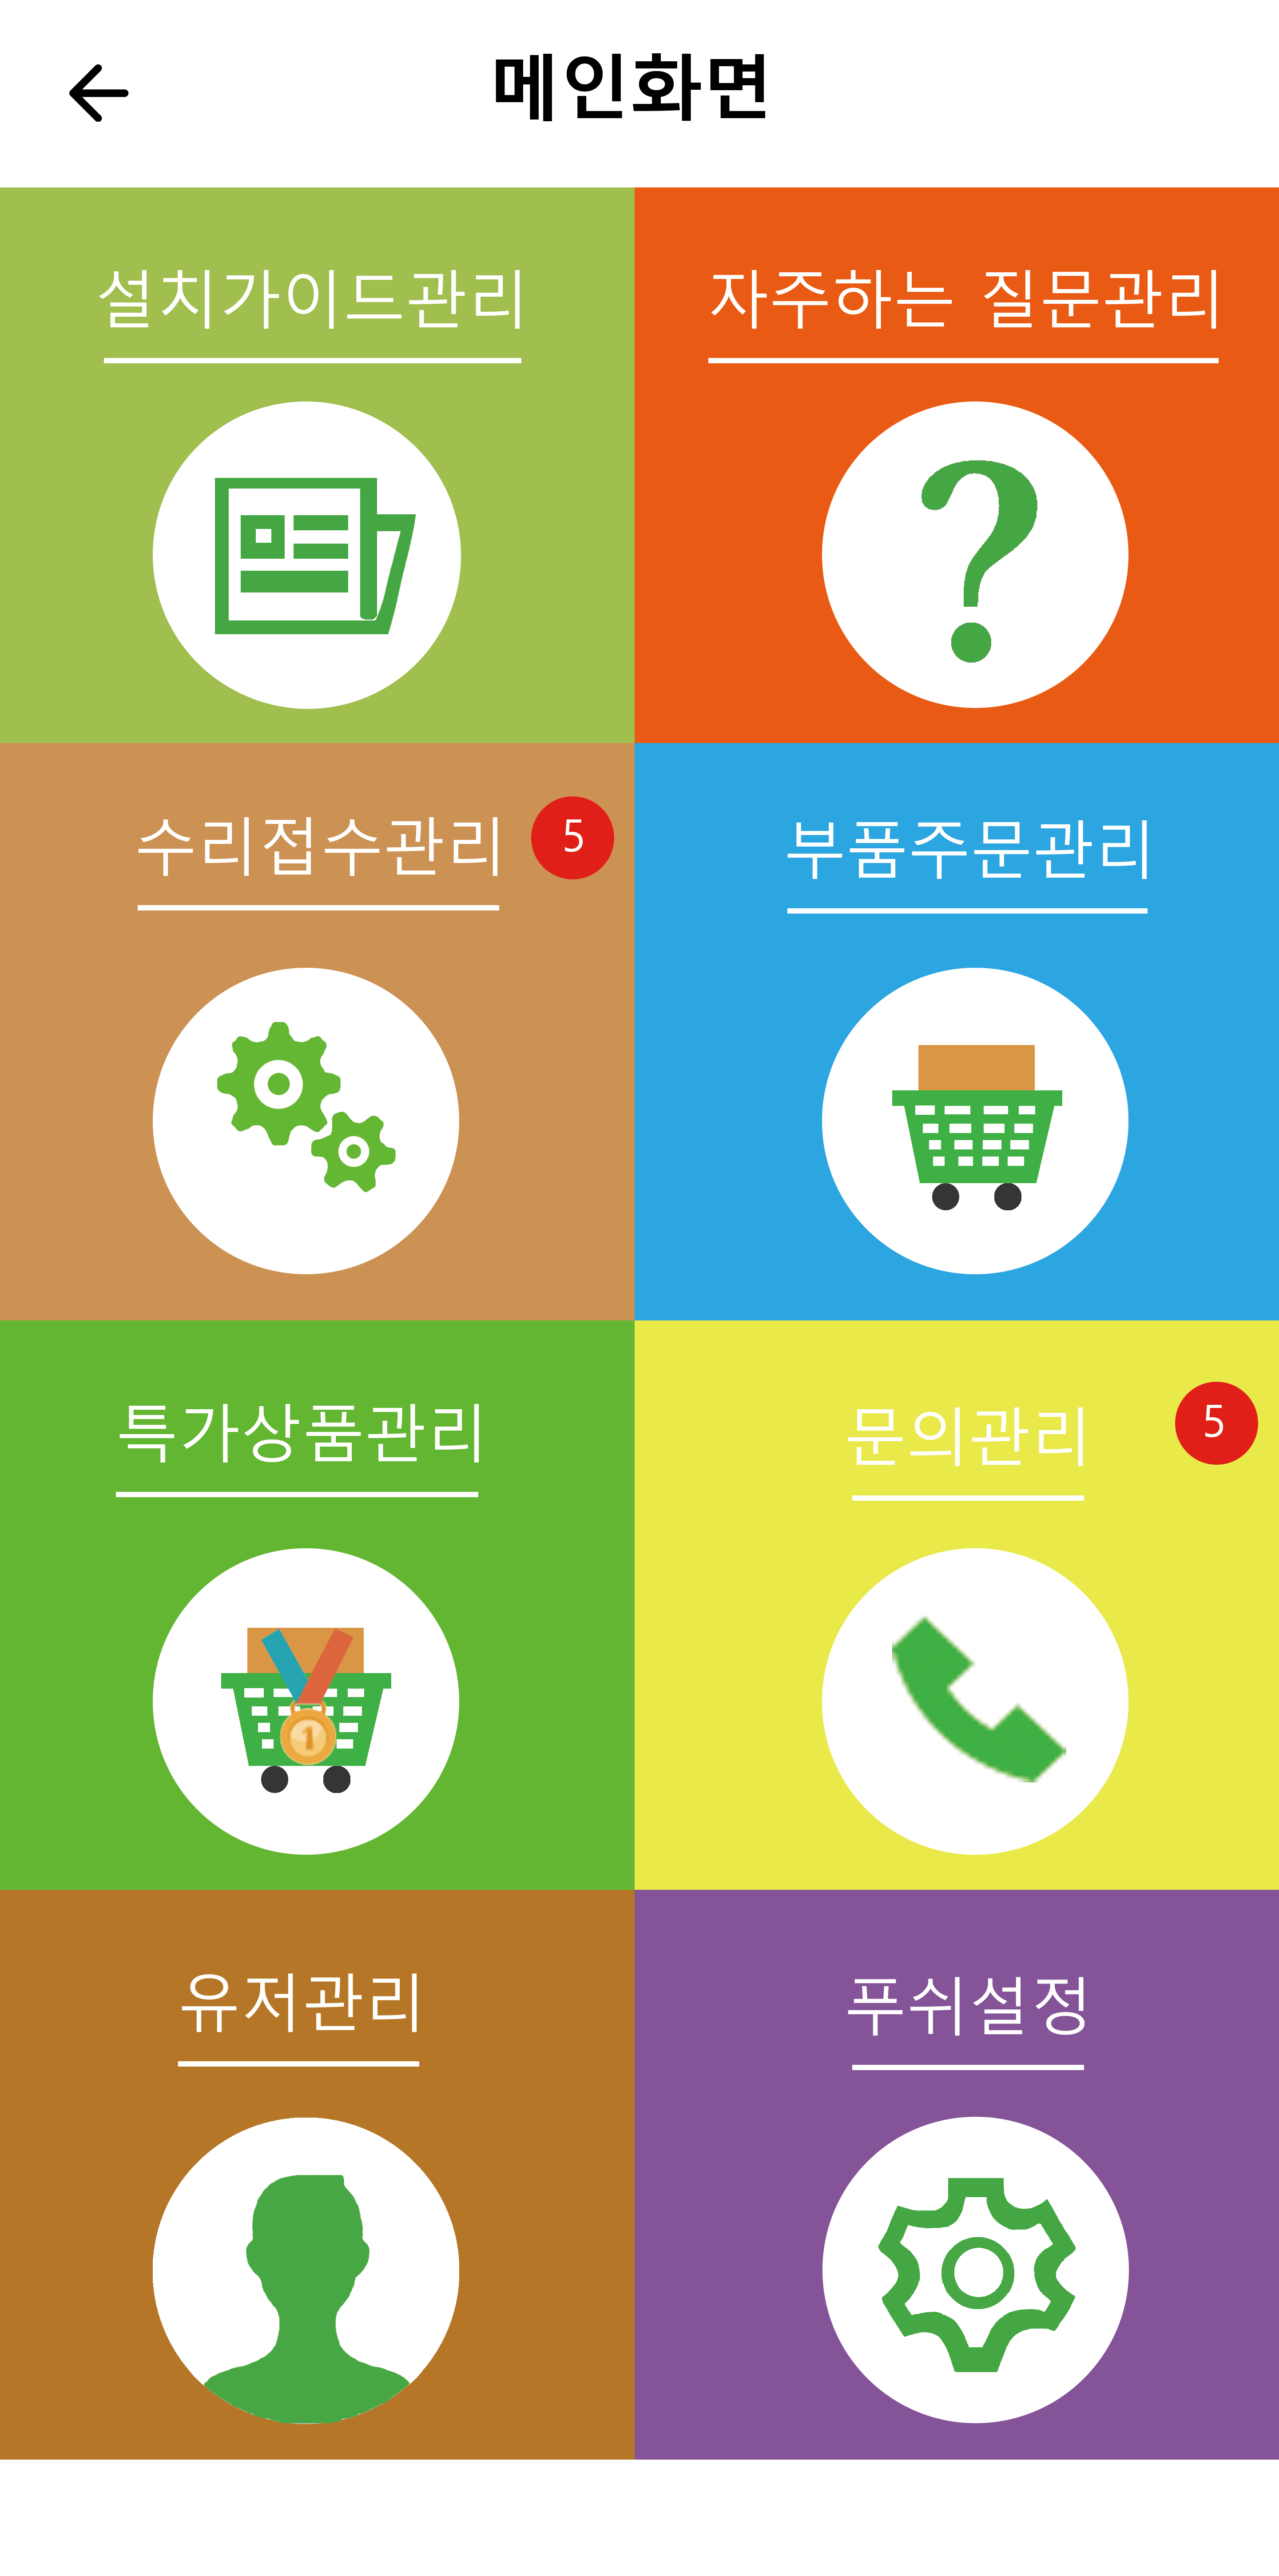 메인화면
설치가이드관리
자주하는 질문관리
수리접수관리
5
부품주문관리
특가상품관리
1
문의관리
5
유저관리
푸쉬설정